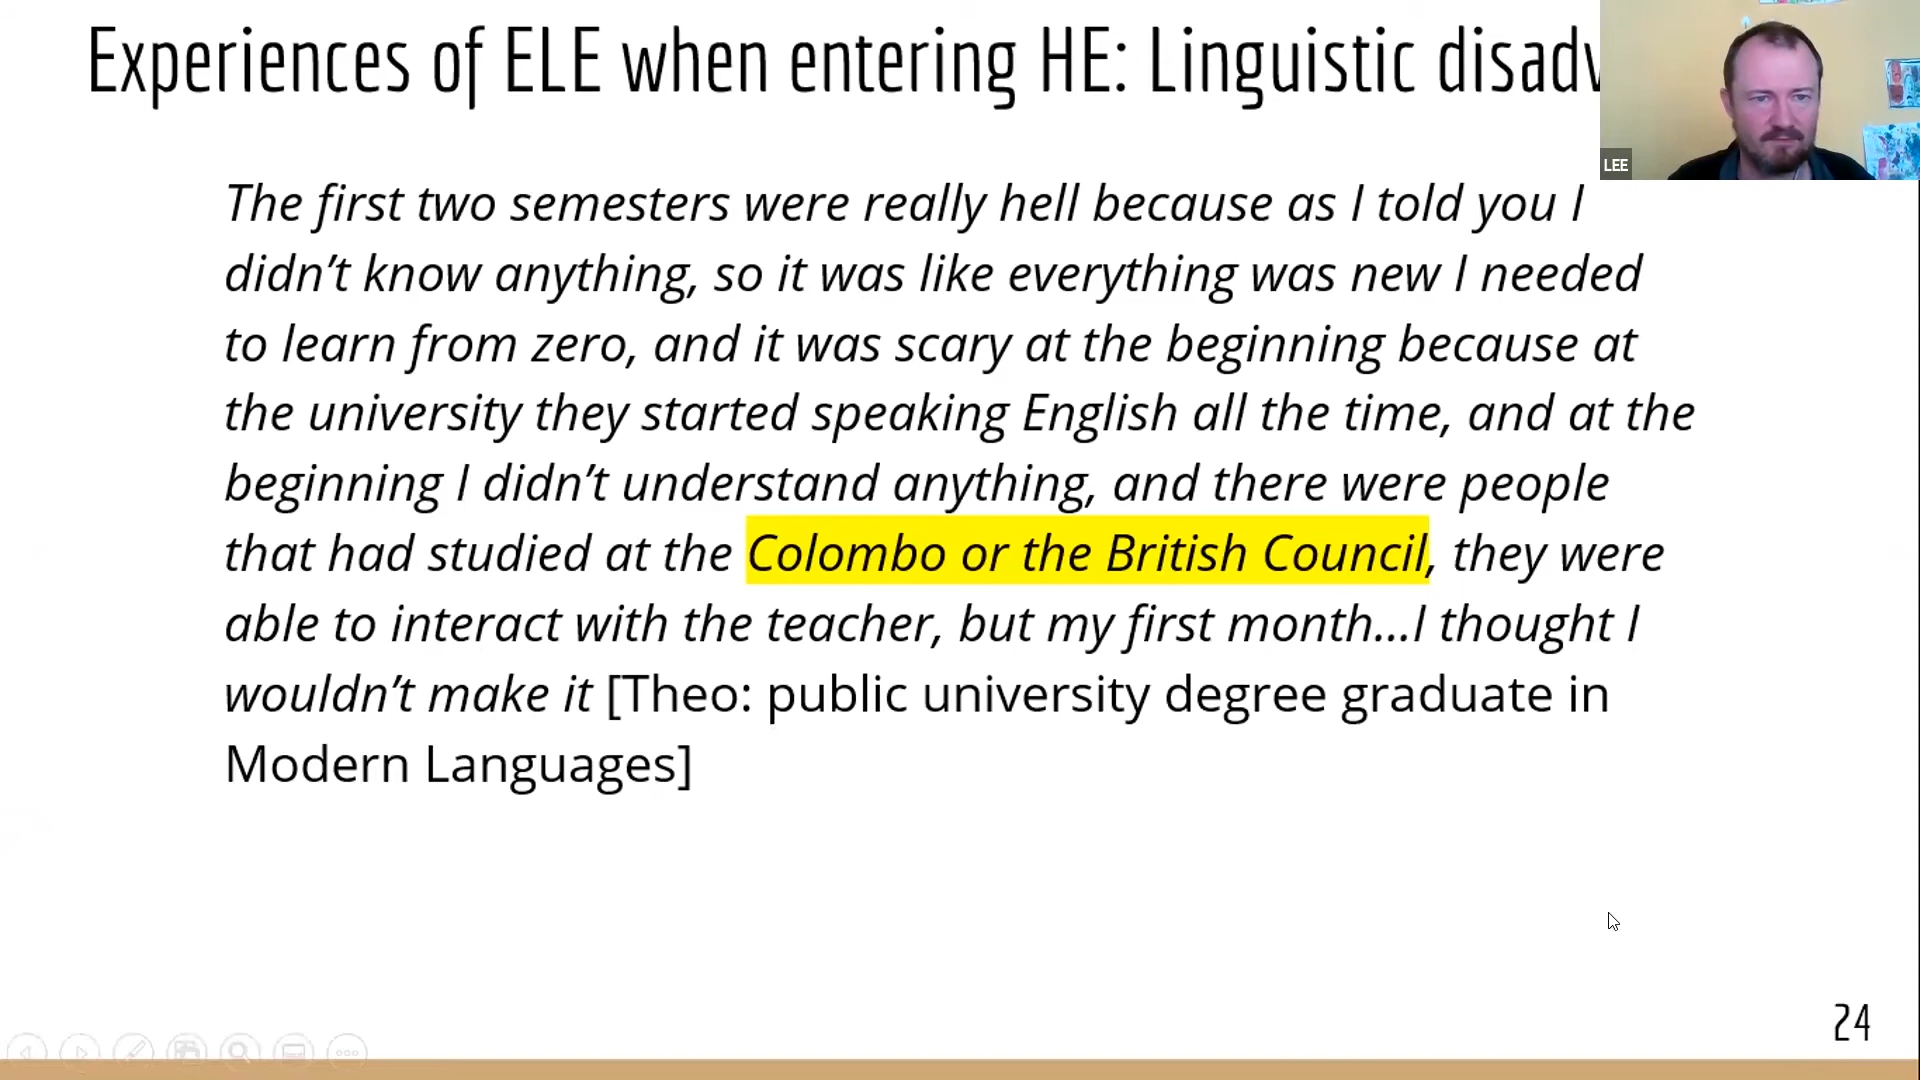 Experiences of ELE when entering HE: Linguistic
LEE
The first two semesters were really hell because as I told you I
didn’t know anything, so it was like everything was new I needed
to learn from zero, and it was scary at the beginning because at
the university they started speaking English all the time, and at the
beginning I didn’t understand anything, and there were people
that had studied at the Colombo or the British Council, they were
able to interact with the teacher, but my first month...I thought I
wouldn’t make it [Theo: public university degree graduate in
Modern Languages]
24